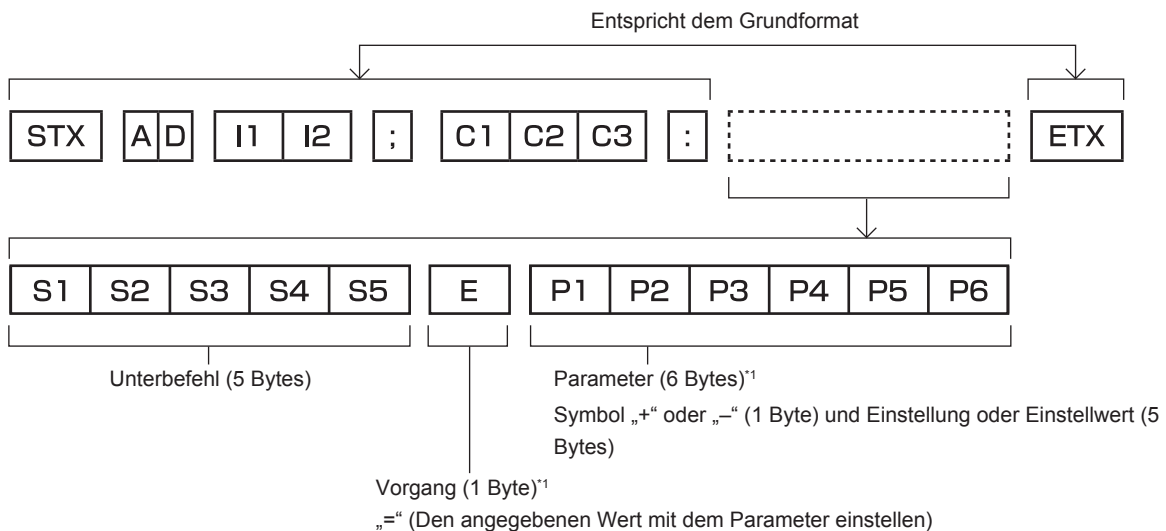 Entspricht dem Grundformat
STX A D I1 I2 ; C1 C2 C3 : ETX
S1 S2 S3 S4 S5 E P1 P2 P3 P4 P5 P6
Unterbefehl (5 Bytes)
Parameter (6 Bytes)*1
Symbol „+“ oder „–“ (1 Byte) und Einstellung oder Einstellwert (5
Bytes)
Vorgang (1 Byte)*1
„=“ (Den angegebenen Wert mit dem Parameter einstellen)